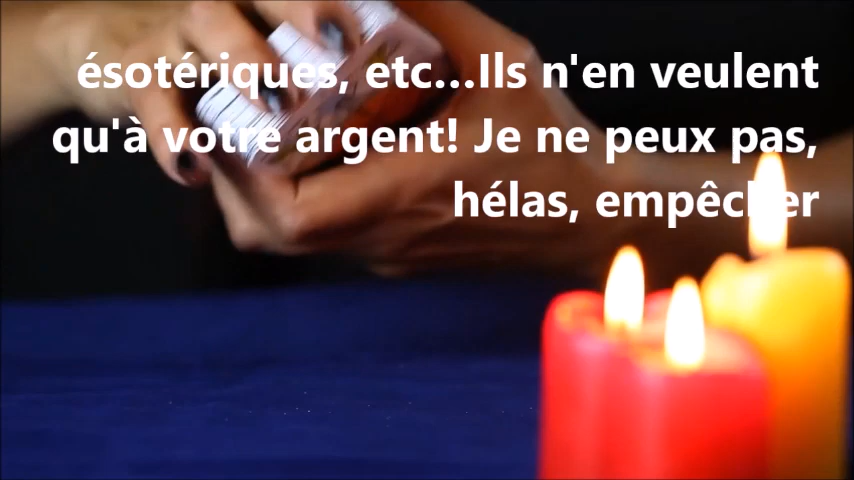 ésotériques, etc...Ils n'en veulent
qu'à votre argent! Je ne peux pas,
hélas, empêcher